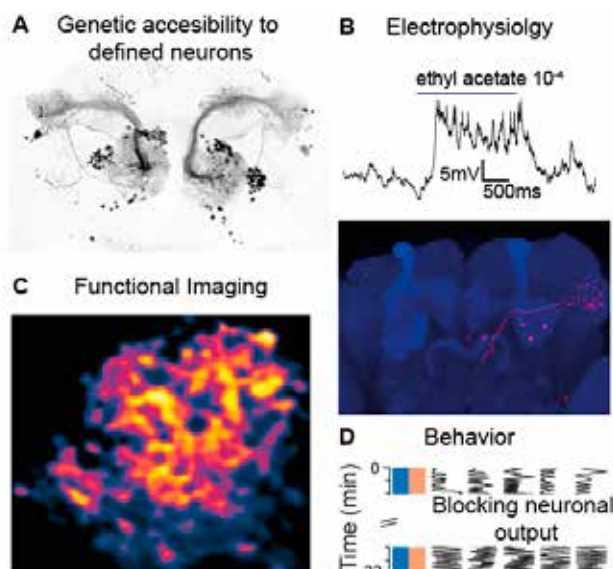 A Genetic accesibility to
defined neurons
B Electrophysiolgy
ethyl acetate 10⁻⁴
5mV
500ms
C Functional Imaging
D Behavior
0
Blocking neuronal
output
Time (min)